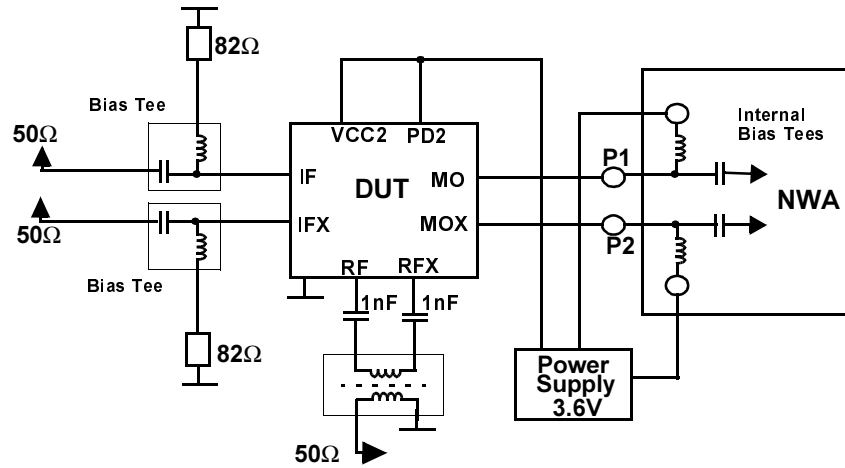 82Ω
Bias Tee
50Ω
50Ω
Bias Tee
82Ω
VCC2 PD2
IF
DUT
MO
IFX
MOX
RF RFX
1nF 1nF
50Ω
P1
P2
Internal
Bias Tees
NWA
Power
Supply
3.6V